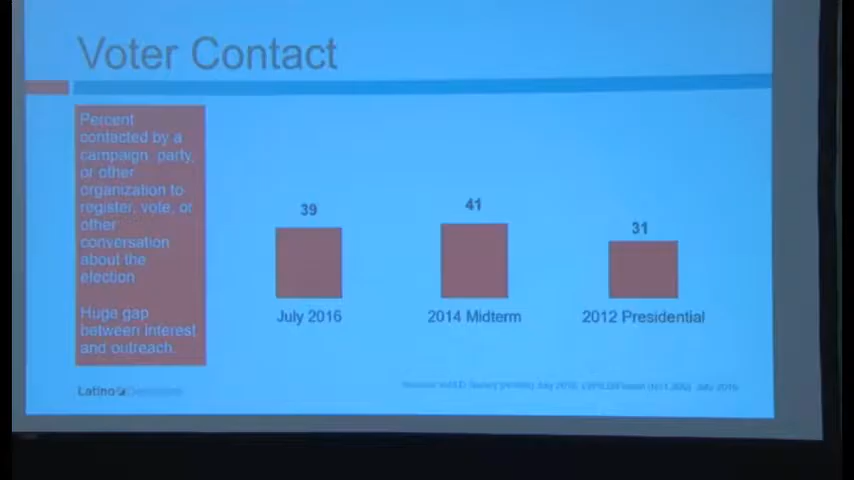 Voter Contact
Percent
contacted by a
campaign, party,
or other
organization to
register, vote, or
other
conversation
about the
election
Huge gap
between interest
and outreach.
39
41
31
July 2016
2014 Midterm
2012 Presidential
Latino Decisions